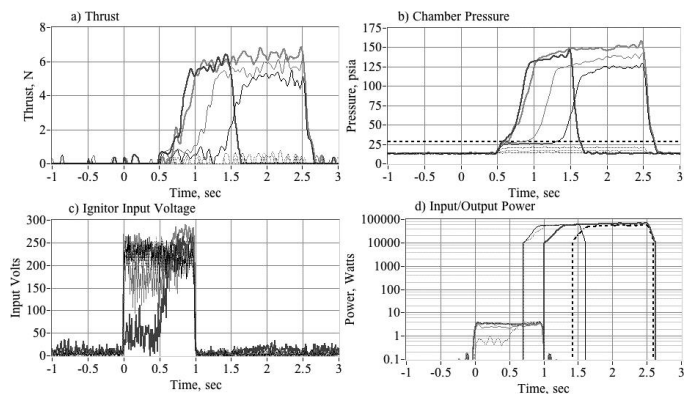 a) Thrust
8
6
4
2
0
Thrust, N
-1 -0.5 0 0.5 1 1.5 2 2.5 3
Time, sec
b) Chamber Pressure
175
150
125
100
75
50
25
0
Pressure, psia
-1 -0.5 0 0.5 1 1.5 2 2.5 3
Time, sec
c) Ignitor Input Voltage
300
250
200
150
100
50
0
Input Volts
-1 -0.5 0 0.5 1 1.5 2 2.5 3
Time, sec
d) Input/Output Power
100000
10000
1000
100
10
1
0.1
Power, Watts
-1 -0.5 0 0.5 1 1.5 2 2.5 3
Time, sec